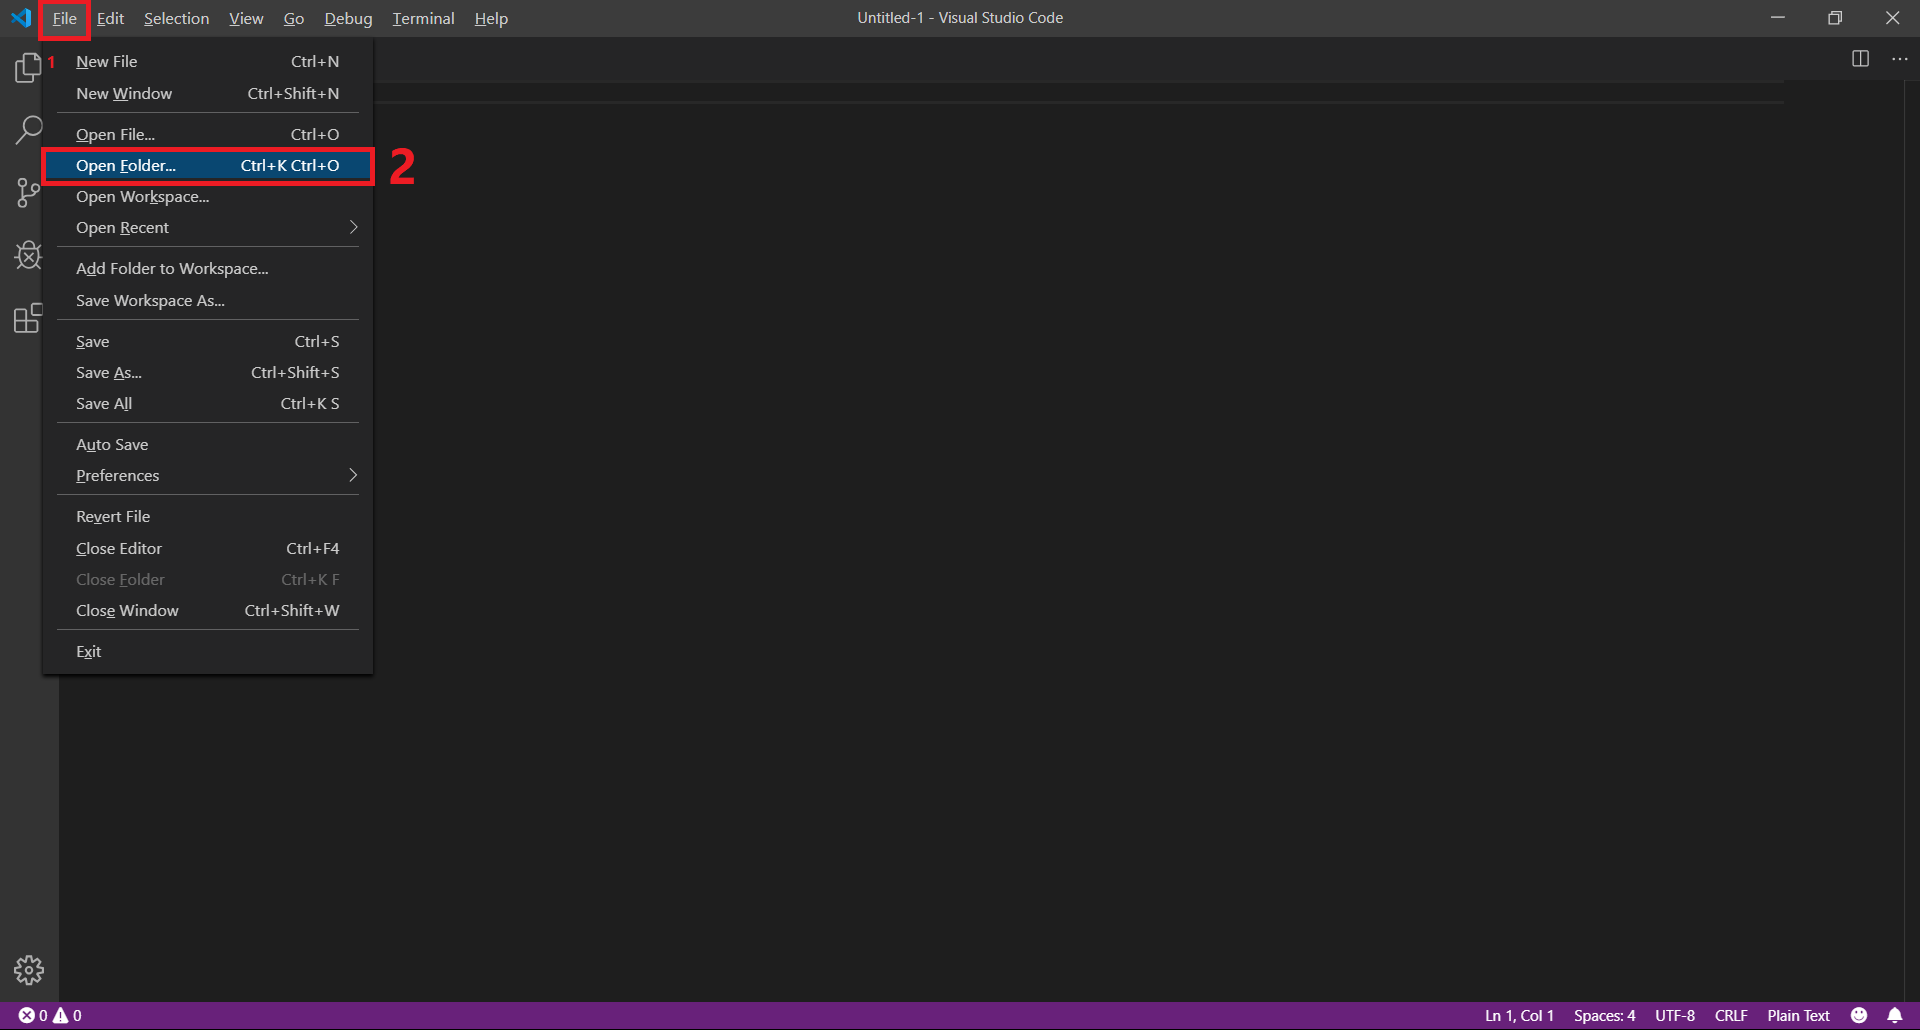 File Edit Selection View Go Debug Terminal Help Untitled-1 - Visual Studio Code
1 New File Ctrl+N
New Window Ctrl+Shift+N
Open File... Ctrl+O
Open Folder... Ctrl+K Ctrl+O 2
Open Workspace...
Open Recent
Add Folder to Workspace...
Save Workspace As...
Save Ctrl+S
Save As... Ctrl+Shift+S
Save All Ctrl+K S
Auto Save
Preferences
Revert File
Close Editor Ctrl+F4
Close Folder Ctrl+K F
Close Window Ctrl+Shift+W
Exit
0 0 Ln 1, Col 1 Spaces: 4 UTF-8 CRLF Plain Text